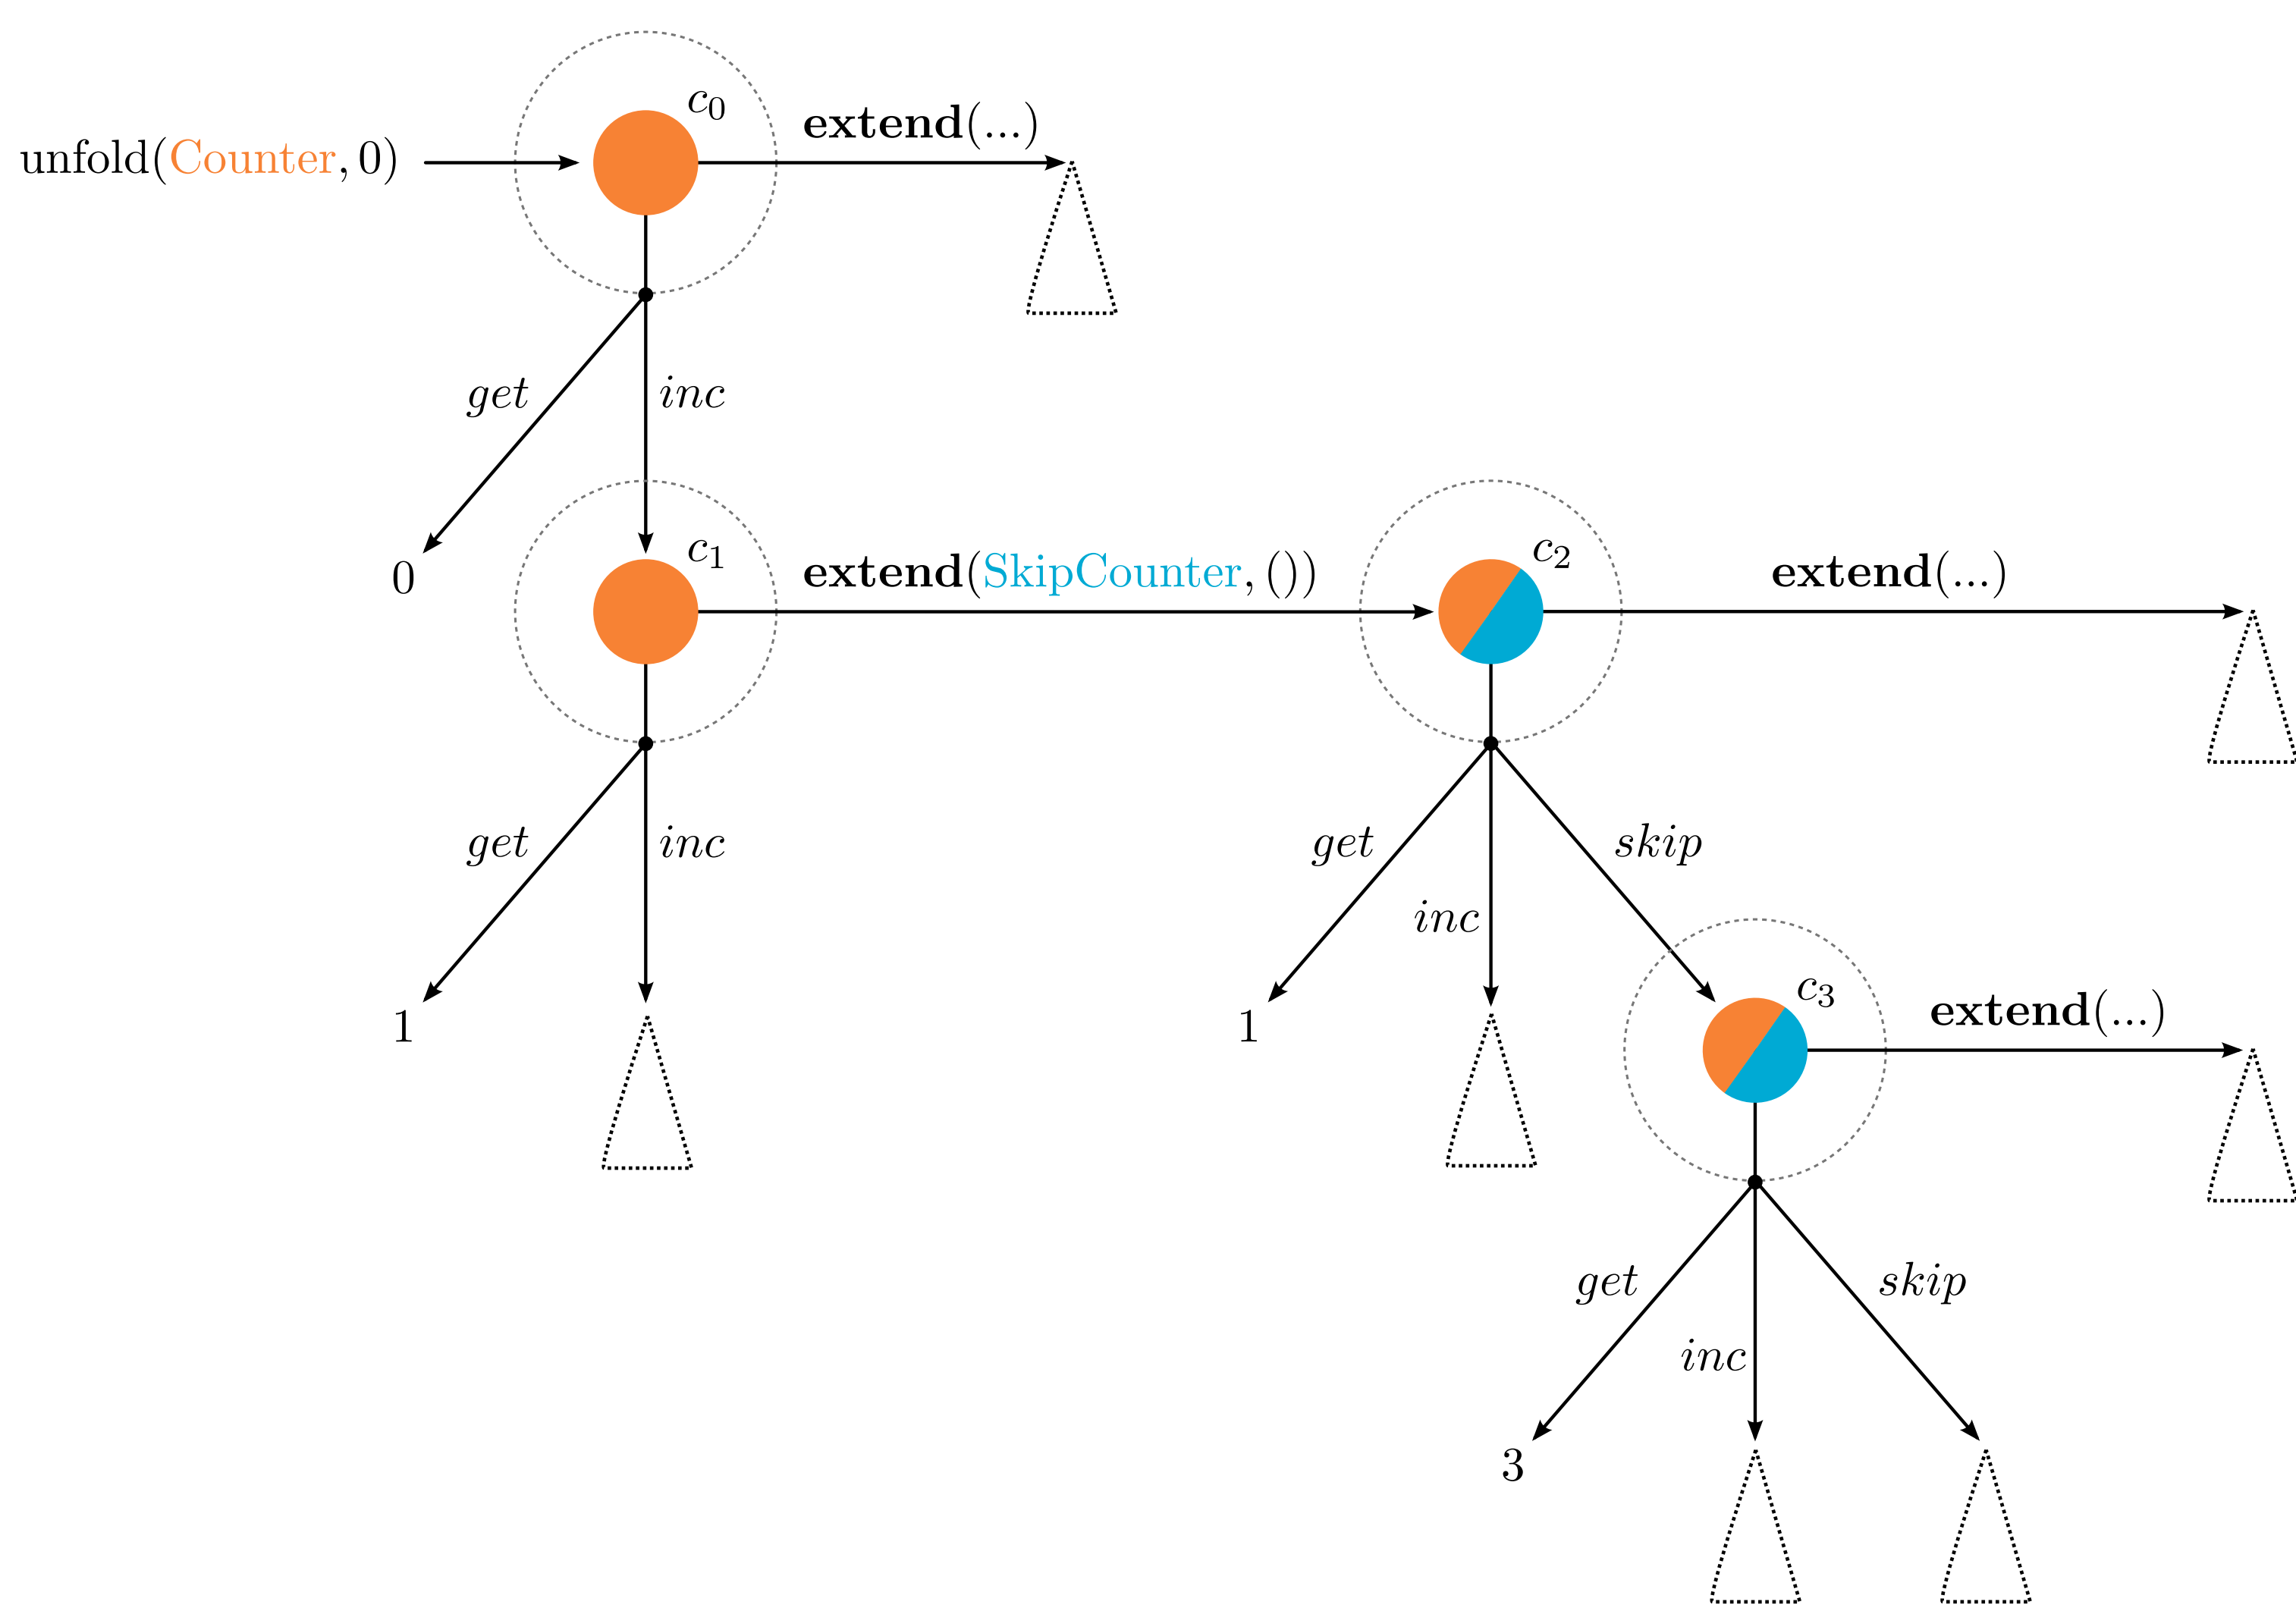 c₀
extend(...)
unfold(Counter, 0)
get
inc
0
c₁
extend(SkipCounter, ())
c₂
extend(...)
get
inc
get
skip
inc
1
1
c₃
extend(...)
get
skip
inc
3